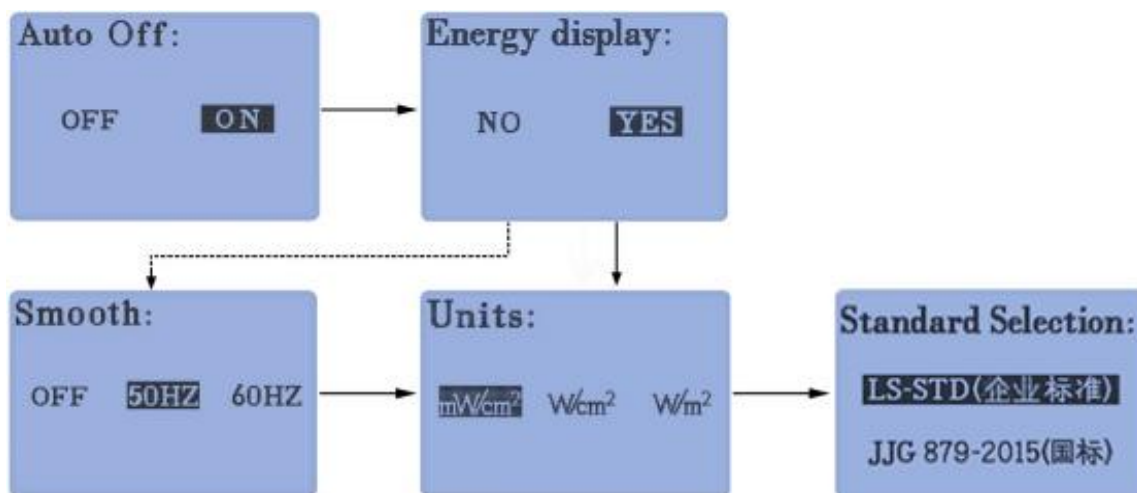 Auto Off:
OFF ON
Energy display:
NO YES
Smooth:
OFF 50HZ 60HZ
Units:
mW/cm² W/cm² W/m²
Standard Selection:
LS-STD(企业标准)
JJG 879-2015(国标)